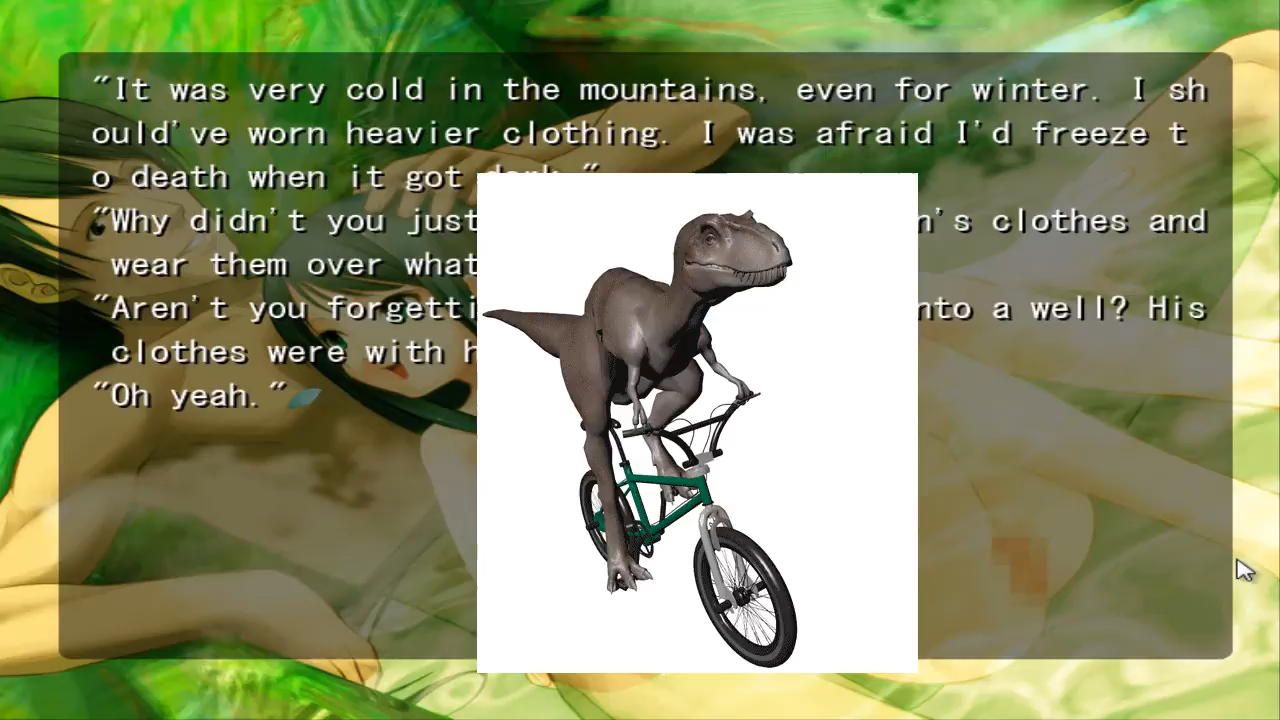 "It was very cold in the mountains, even for winter. I sh
ould've worn heavier clothing. I was afraid I'd freeze t
o death when it got dark."
"Why didn't you just n's clothes and
wear them over what
"Aren't you forgetti nto a well? His
clothes were with h
"Oh yeah."